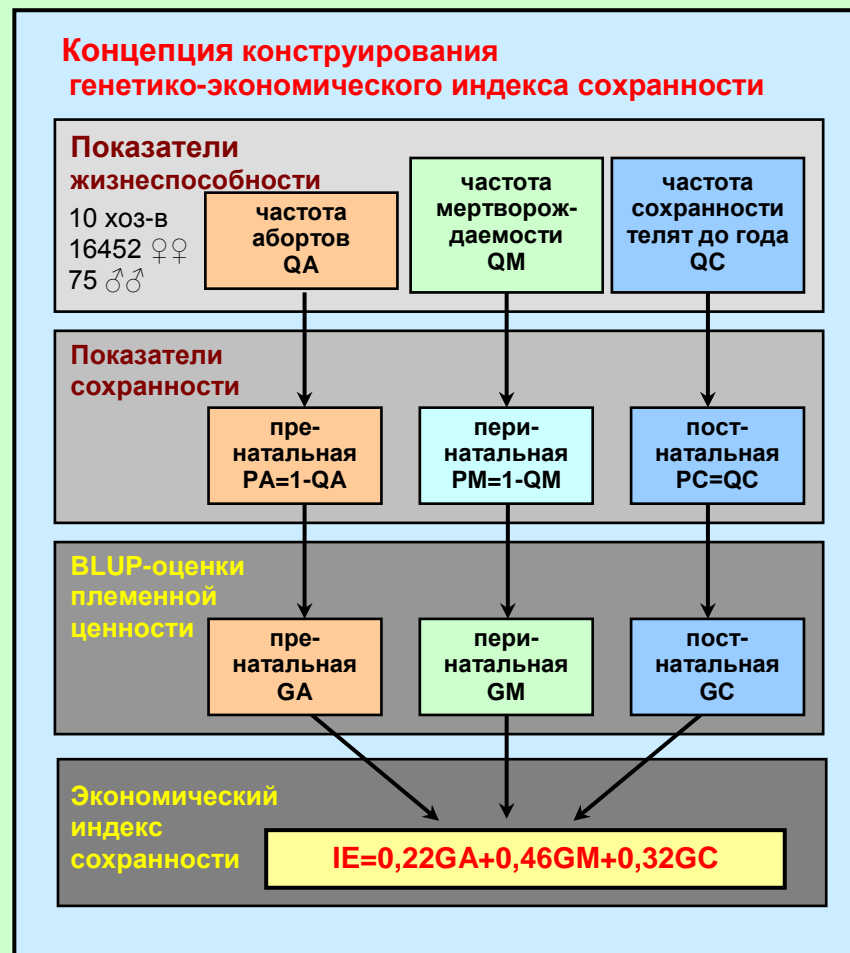 Концепция конструирования
генетико-экономического индекса сохранности
Показатели
жизнеспособности
10 хоз-в
16452 ♀♀
75 ♂♂
частота
абортов
QA
частота
мертворож-
даемости
QM
частота
сохранности
телят до года
QC
Показатели
сохранности
пре-
натальная
PA=1-QA
пери-
натальная
PM=1-QM
пост-
натальная
PC=QC
BLUP-оценки
племенной
ценности
пре-
натальная
GA
пери-
натальная
GM
пост-
натальная
GC
Экономический
индекс
сохранности
IE=0,22GA+0,46GM+0,32GC